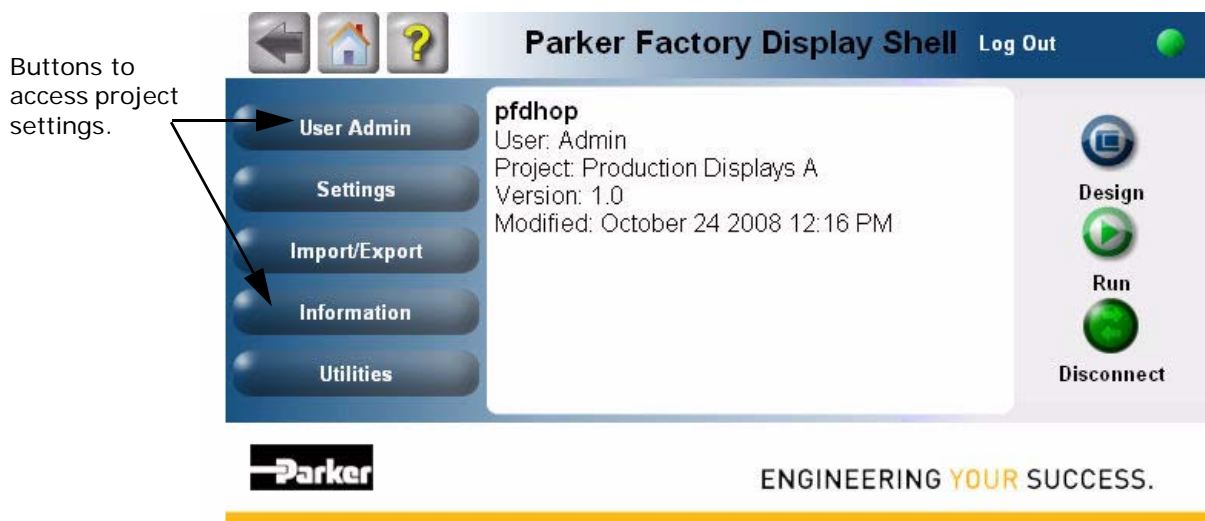 Buttons to
access project
settings.
Parker Factory Display Shell Log Out
User Admin
Settings
Import/Export
Information
Utilities
pfdhop
User: Admin
Project: Production Displays A
Version: 1.0
Modified: October 24 2008 12:16 PM
Design
Run
Disconnect
Parker
ENGINEERING YOUR SUCCESS.